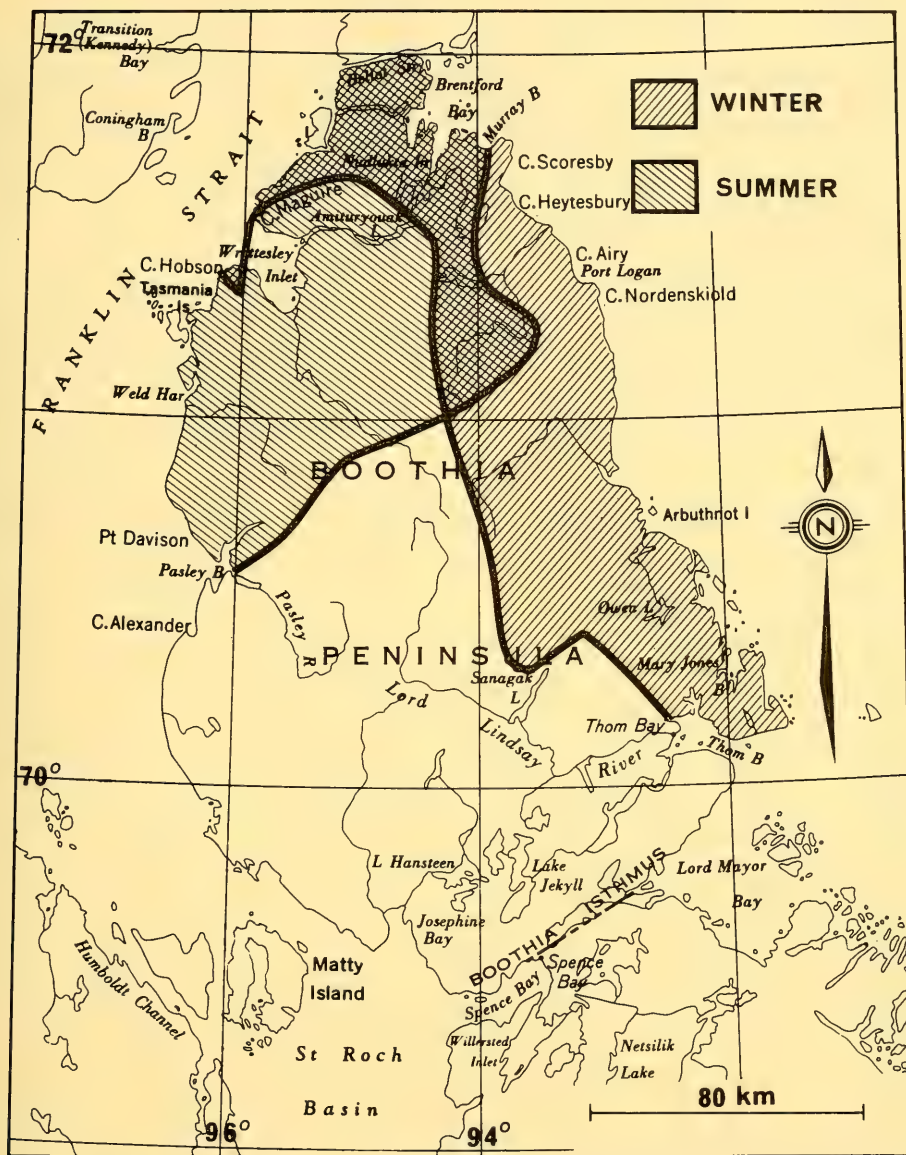 72°
Transition
(Kennedy)
Bay
Coningham
B
FRANKLIN STRAIT
Bellot Str
Brentford
Bay
Murray B
WINTER
SUMMER
C. Scoresby
C. Heytesbury
C. Airy
Port Logan
C. Nordenskiold
C. Maguire
Amituryouak
Wrottesley
Inlet
C. Hobson
Tasmania
Is
Weld Har
BOOTHIA
PENINSULA
Pt Davison
Pasley B
Pasley
R
C. Alexander
Arbuthnot I
N
Owen L
Mary Jones
B
Sanagak
L
Lord
Lindsay
River
Thom Bay
Thom B
70°
L Hansteen
Lake
Jekyll
Josephine
Bay
BOOTHIA ISTHMUS
Lord Mayor
Bay
Spence Bay
Spence
Bay
Willersted
Inlet
Netsilik
Lake
Humboldt Channel
Matty
Island
St Roch
Basin
80 km
96°
94°